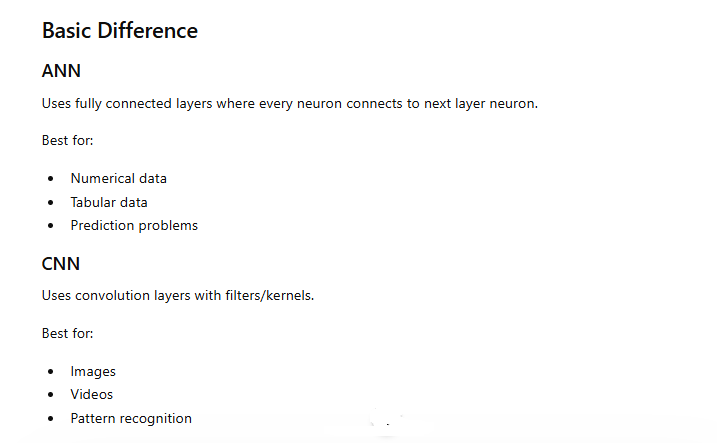 Basic Difference
ANN
Uses fully connected layers where every neuron connects to next layer neuron.
Best for:
• Numerical data
• Tabular data
• Prediction problems
CNN
Uses convolution layers with filters/kernels.
Best for:
• Images
• Videos
• Pattern recognition